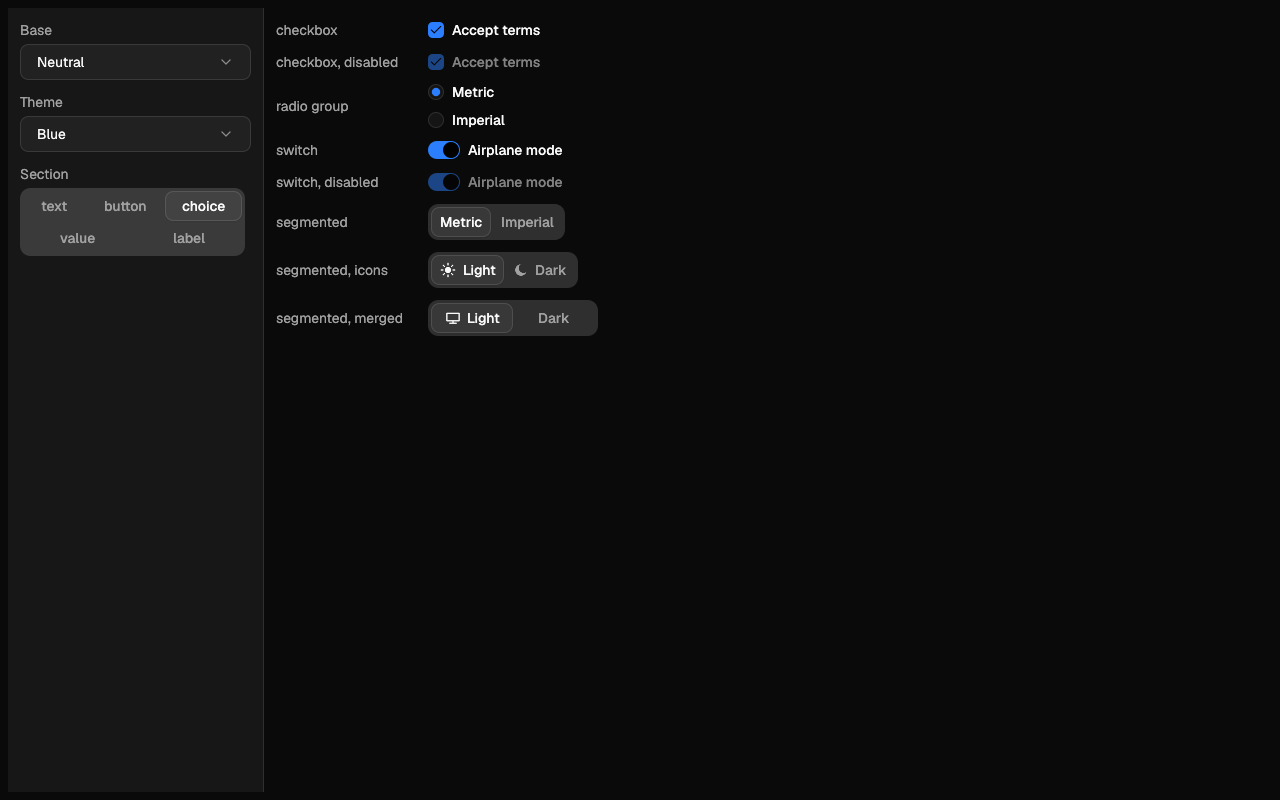 Base
Neutral
Theme
Blue
Section
text button choice
value label
checkbox Accept terms
checkbox, disabled Accept terms
radio group
Metric
Imperial
switch Airplane mode
switch, disabled Airplane mode
segmented Metric Imperial
segmented, icons Light Dark
segmented, merged Light Dark